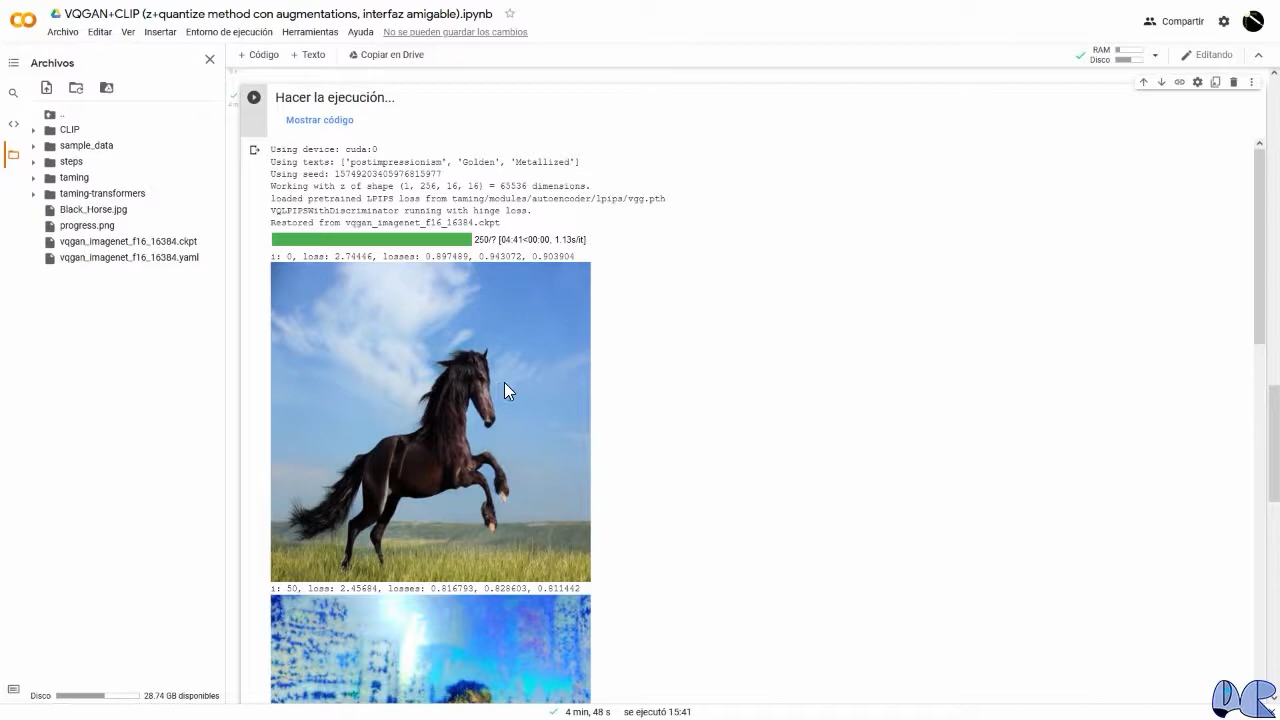 VQGAN+CLIP (z+quantize method con augmentations, interfaz amigable).ipynb
Archivo Editar Ver Insertar Entorno de ejecución Herramientas Ayuda No se pueden guardar los cambios
Compartir
+ Código + Texto Copiar en Drive
RAM
Disco
Editando
Archivos
..
CLIP
sample_data
steps
taming
taming-transformers
Black_Horse.jpg
progress.png
vqgan_imagenet_f16_16384.ckpt
vqgan_imagenet_f16_16384.yaml
Disco 28.74 GB disponibles
Hacer la ejecución...
Mostrar código
Using device: cuda:0
Using texts: ['postimpressionism', 'Golden', 'Metallized']
Using seed: 15749203405976815977
Working with z of shape (1, 256, 16, 16) = 65536 dimensions.
loaded pretrained LPIPS loss from taming/modules/autoencoder/lpips/vgg.pth
VQLPIPSWithDiscriminator running with hinge loss.
Restored from vqgan_imagenet_f16_16384.ckpt
250/? [04:41<00:00, 1.13s/it]
i: 0, loss: 2.74446, losses: 0.897489, 0.943072, 0.903904
i: 50, loss: 2.45684, losses: 0.816793, 0.828603, 0.811442
4 min, 48 s se ejecutó 15:41